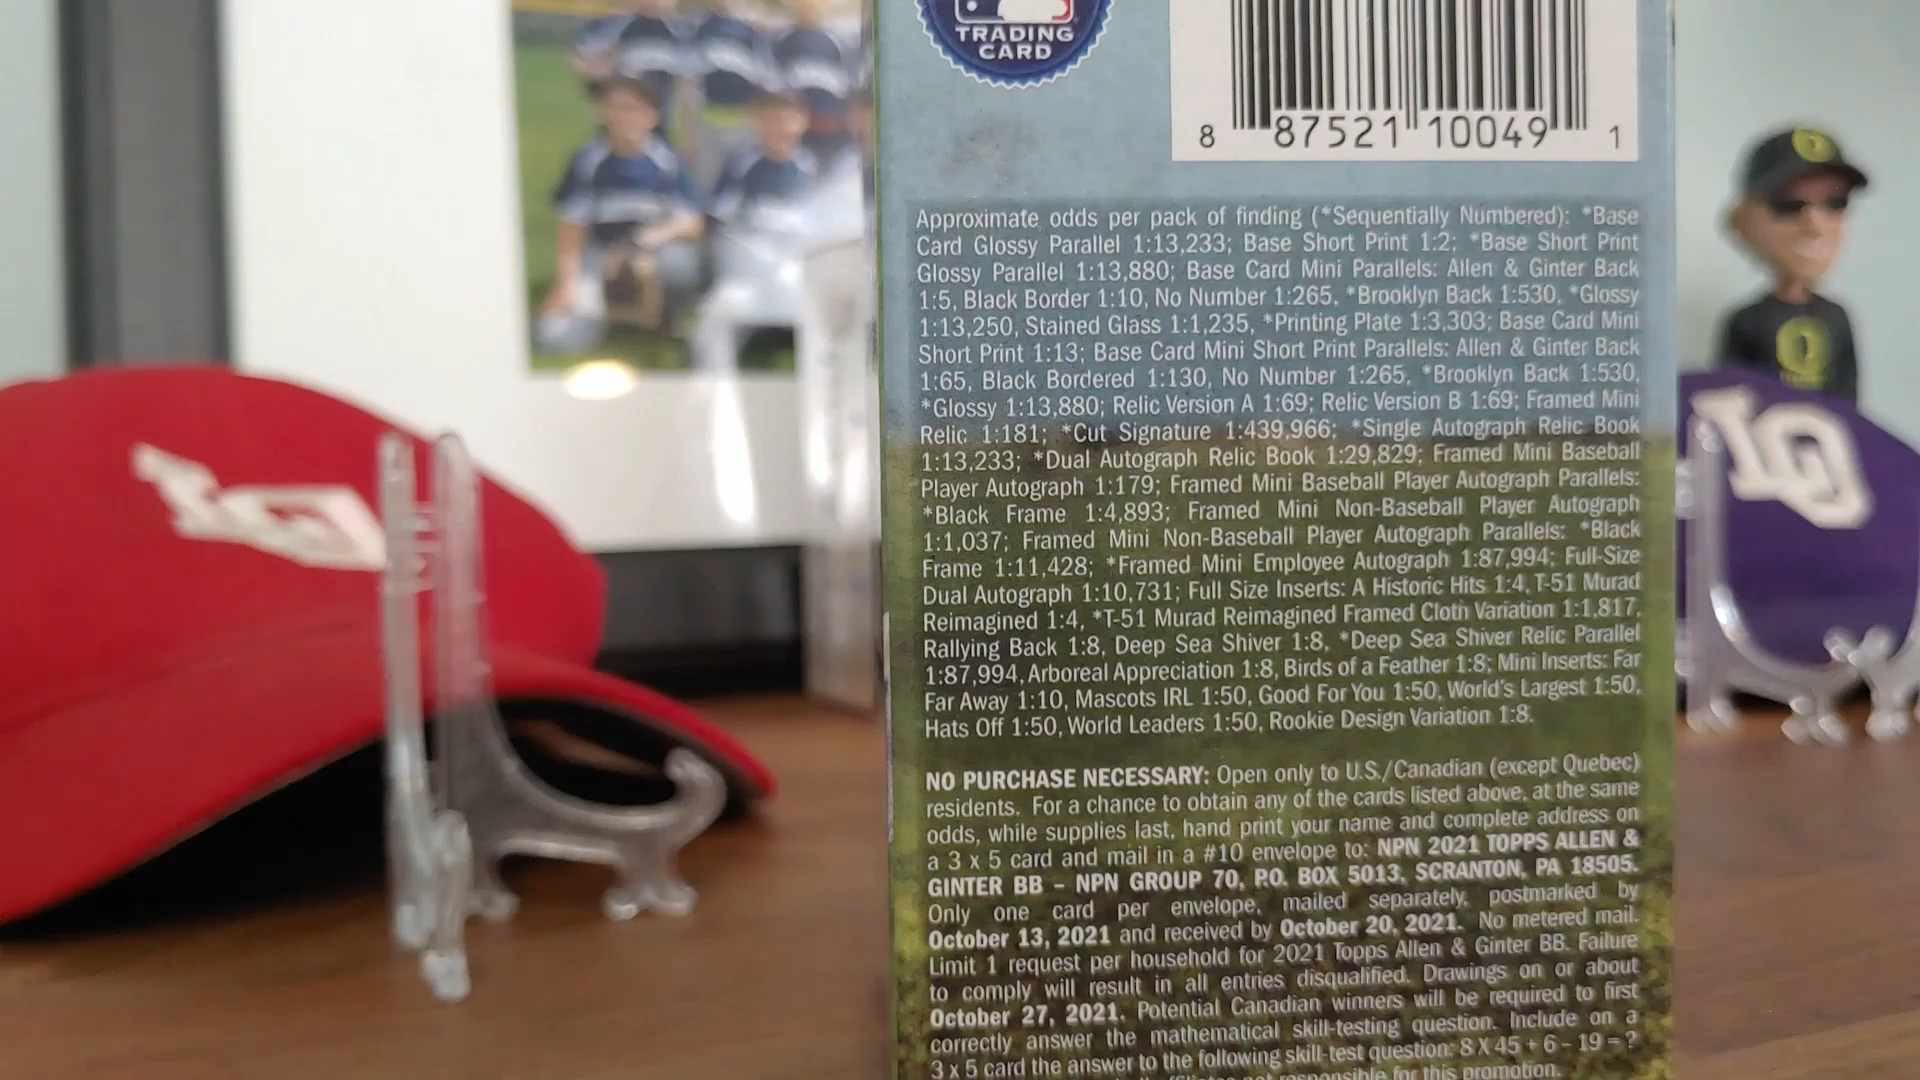 TRADING
CARD
8 87521 10049 1
Approximate odds per pack of finding (*Sequentially Numbered): *Base
Card Glossy Parallel 1:13,233; Base Short Print 1:2; *Base Short Print
Glossy Parallel 1:13,880; Base Card Mini Parallels: Allen & Ginter Back
1:5, Black Border 1:10, No Number 1:265, *Brooklyn Back 1:530, *Glossy
1:13,250, Stained Glass 1:1,235, *Printing Plate 1:3,303; Base Card Mini
Short Print 1:13; Base Card Mini Short Print Parallels: Allen & Ginter Back
1:65, Black Bordered 1:130, No Number 1:265, *Brooklyn Back 1:530,
*Glossy 1:13,880; Relic Version A 1:69; Relic Version B 1:69; Framed Mini
Relic 1:181; *Cut Signature 1:439,966; *Single Autograph Relic Book
1:13,233; *Dual Autograph Relic Book 1:29,829; Framed Mini Baseball
Player Autograph 1:179; Framed Mini Baseball Player Autograph Parallels:
*Black Frame 1:4,893; Framed Mini Non-Baseball Player Autograph
1:1,037; Framed Mini Non-Baseball Player Autograph Parallels: *Black
Frame 1:11,428; *Framed Mini Employee Autograph 1:87,994; Full-Size
Dual Autograph 1:10,731; Full Size Inserts: A Historic Hits 1:4, T-51 Murad
Reimagined 1:4, *T-51 Murad Reimagined Framed Cloth Variation 1:1,817,
Rallying Back 1:8, Deep Sea Shiver 1:8, *Deep Sea Shiver Relic Parallel
1:87,994, Arboreal Appreciation 1:8, Birds of a Feather 1:8; Mini Inserts: Far
Far Away 1:10, Mascots IRL 1:50, Good For You 1:50, World's Largest 1:50,
Hats Off 1:50, World Leaders 1:50, Rookie Design Variation 1:8.
NO PURCHASE NECESSARY: Open only to U.S./Canadian (except Quebec)
residents. For a chance to obtain any of the cards listed above, at the same
odds, while supplies last, hand print your name and complete address on
a 3 x 5 card and mail in a #10 envelope to: NPN 2021 TOPPS ALLEN &
GINTER BB – NPN GROUP 70, P.O. BOX 5013, SCRANTON, PA 18505.
Only one card per envelope, mailed separately, postmarked by
October 13, 2021 and received by October 20, 2021. No metered mail.
Limit 1 request per household for 2021 Topps Allen & Ginter BB. Failure
to comply will result in all entries disqualified. Drawings on or about
October 27, 2021. Potential Canadian winners will be required to first
correctly answer the mathematical skill-testing question. Include on a
3 x 5 card the answer to the following skill-test question: 8 X 45 + 6 - 19 = ?
not responsible for this promotion.
LO
LO
O
O